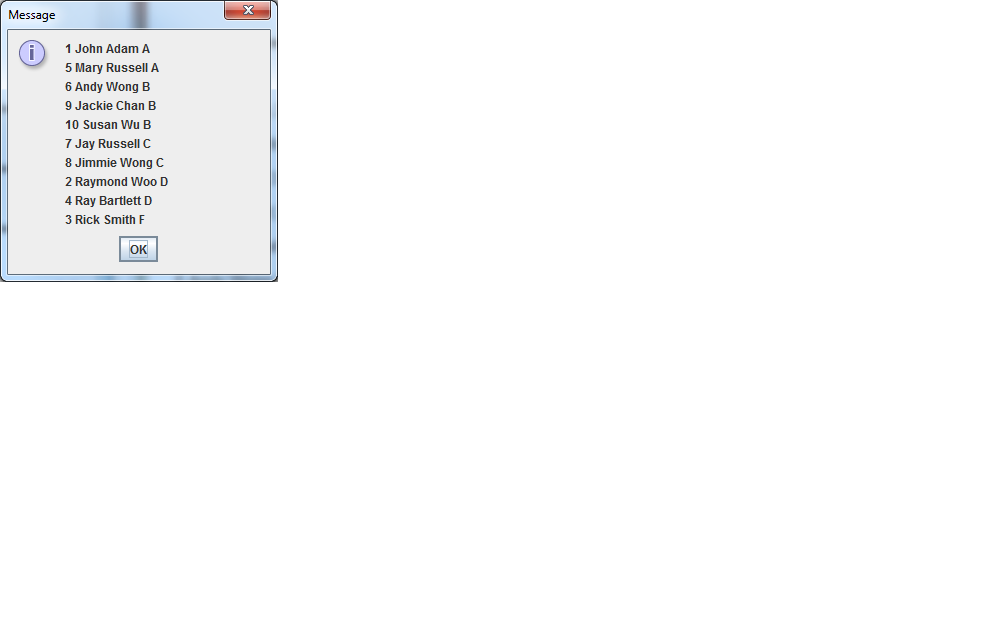 Message
1 John Adam A
5 Mary Russell A
6 Andy Wong B
9 Jackie Chan B
10 Susan Wu B
7 Jay Russell C
8 Jimmie Wong C
2 Raymond Woo D
4 Ray Bartlett D
3 Rick Smith F
OK